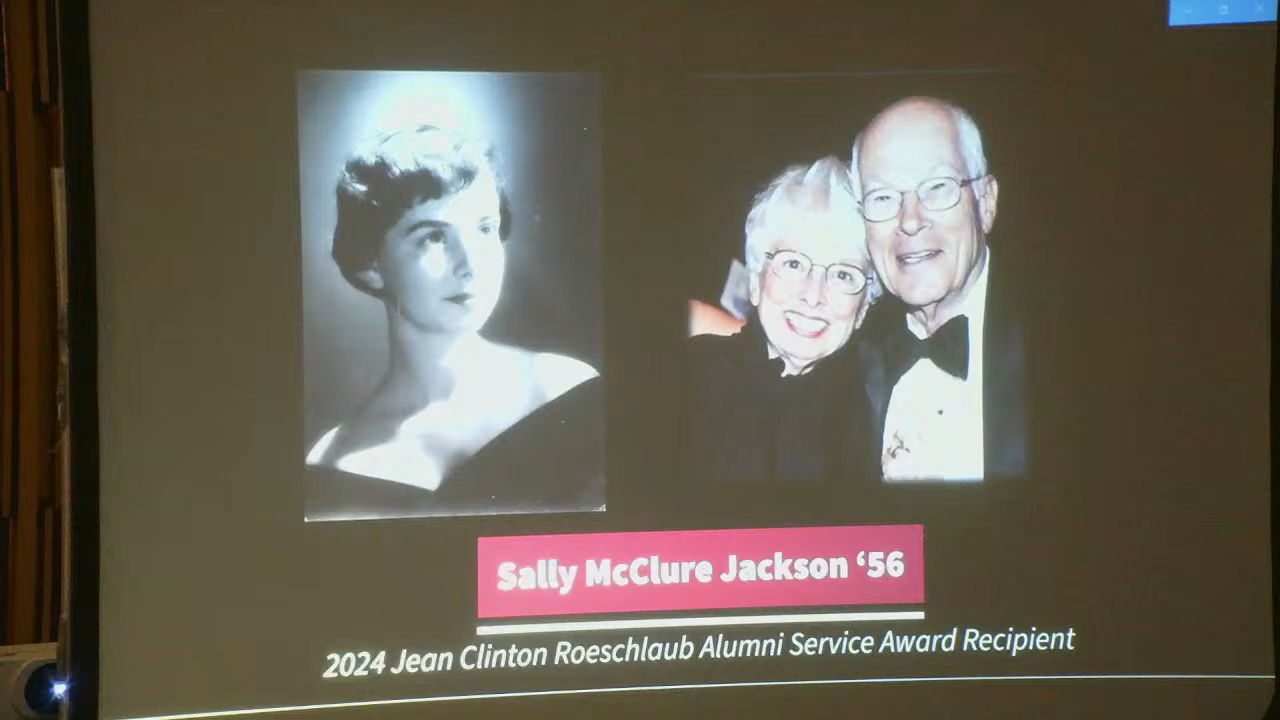 Sally McClure Jackson ‘56
2024 Jean Clinton Roeschlaub Alumni Service Award Recipient